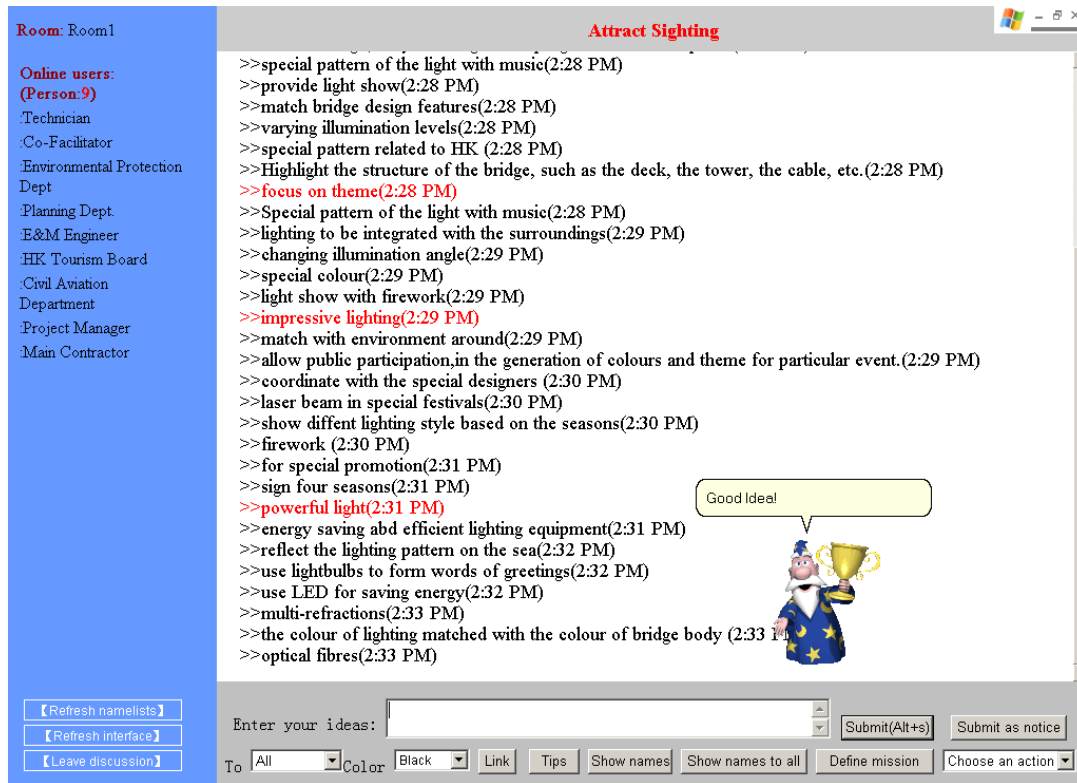 Room: Room1
Attract Sighting
Online users:
(Person:9)
:Technician
:Co-Facilitator
:Environmental Protection
Dept
:Planning Dept.
:E&M Engineer
:HK Tourism Board
:Civil Aviation
Department
:Project Manager
:Main Contractor
>>special pattern of the light with music(2:28 PM)
>>provide light show(2:28 PM)
>>match bridge design features(2:28 PM)
>>varying illumination levels(2:28 PM)
>>special pattern related to HK (2:28 PM)
>>Highlight the structure of the bridge, such as the deck, the tower, the cable, etc.(2:28 PM)
>>focus on theme(2:28 PM)
>>Special pattern of the light with music(2:28 PM)
>>lighting to be integrated with the surroundings(2:29 PM)
>>changing illumination angle(2:29 PM)
>>special colour(2:29 PM)
>>light show with firework(2:29 PM)
>>impressive lighting(2:29 PM)
>>match with environment around(2:29 PM)
>>allow public participation,in the generation of colours and theme for particular event.(2:29 PM)
>>coordinate with the special designers (2:30 PM)
>>laser beam in special festivals(2:30 PM)
>>show diffent lighting style based on the seasons(2:30 PM)
>>firework (2:30 PM)
>>for special promotion(2:31 PM)
>>sign four seasons(2:31 PM)
>>powerful light(2:31 PM)
>>energy saving abd efficient lighting equipment(2:31 PM)
>>reflect the lighting pattern on the sea(2:32 PM)
>>use lightbulbs to form words of greetings(2:32 PM)
>>use LED for saving energy(2:32 PM)
>>multi-refractions(2:33 PM)
>>the colour of lighting matched with the colour of bridge body (2:33
>>optical fibres(2:33 PM)
Good Idea!
【Refresh namelists】
【Refresh interface】
【Leave discussion】
Enter your ideas:
Submit(Alt+s)
Submit as notice
To All Color Black Link Tips Show names Show names to all Define mission Choose an action